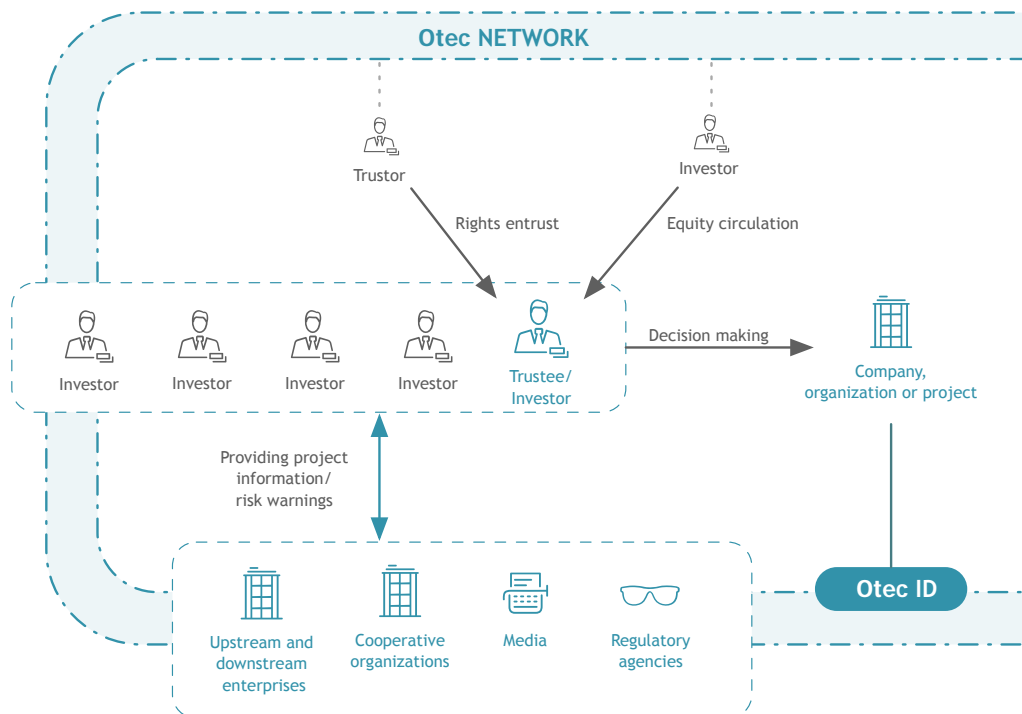 Otec NETWORK
Trustor
Investor
Rights entrust
Equity circulation
Investor
Investor
Investor
Investor
Trustee/
Investor
Decision making
Company,
organization or project
Providing project
information/
risk warnings
Otec ID
Upstream and
downstream
enterprises
Cooperative
organizations
Media
Regulatory
agencies